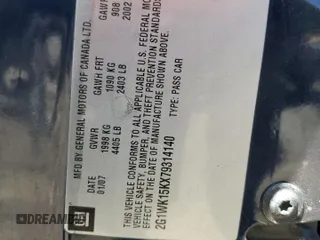 MFD BY GENERAL MOTORS OF CANADA LTD.
DATE 01/07
GVWR 1998 KG 4405 LB
GAWR FRT 1090 KG 2403 LB
GAWR 908 2002
THIS VEHICLE CONFORMS TO ALL APPLICABLE U.S. FEDERAL MO
VEHICLE SAFETY, BUMPER, AND THEFT PREVENTION STANDARDS
IN EFFECT ON THE DATE OF MANUFACTURE SHOWN ABOVE.
2G1WK15KX79314140 TYPE: PASS CAR
DREAM